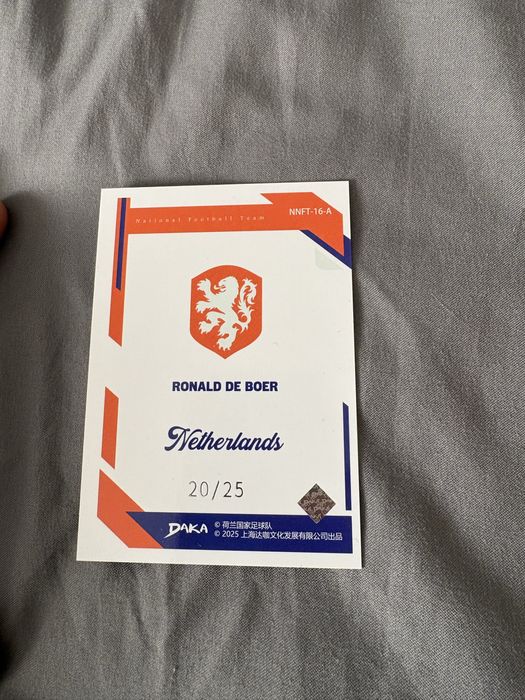 National Football Team
NNFT-16-A
RONALD DE BOER
Netherlands
20/25
DAKA
© 荷兰国家足球队
© 2025 上海达咖文化发展有限公司出品